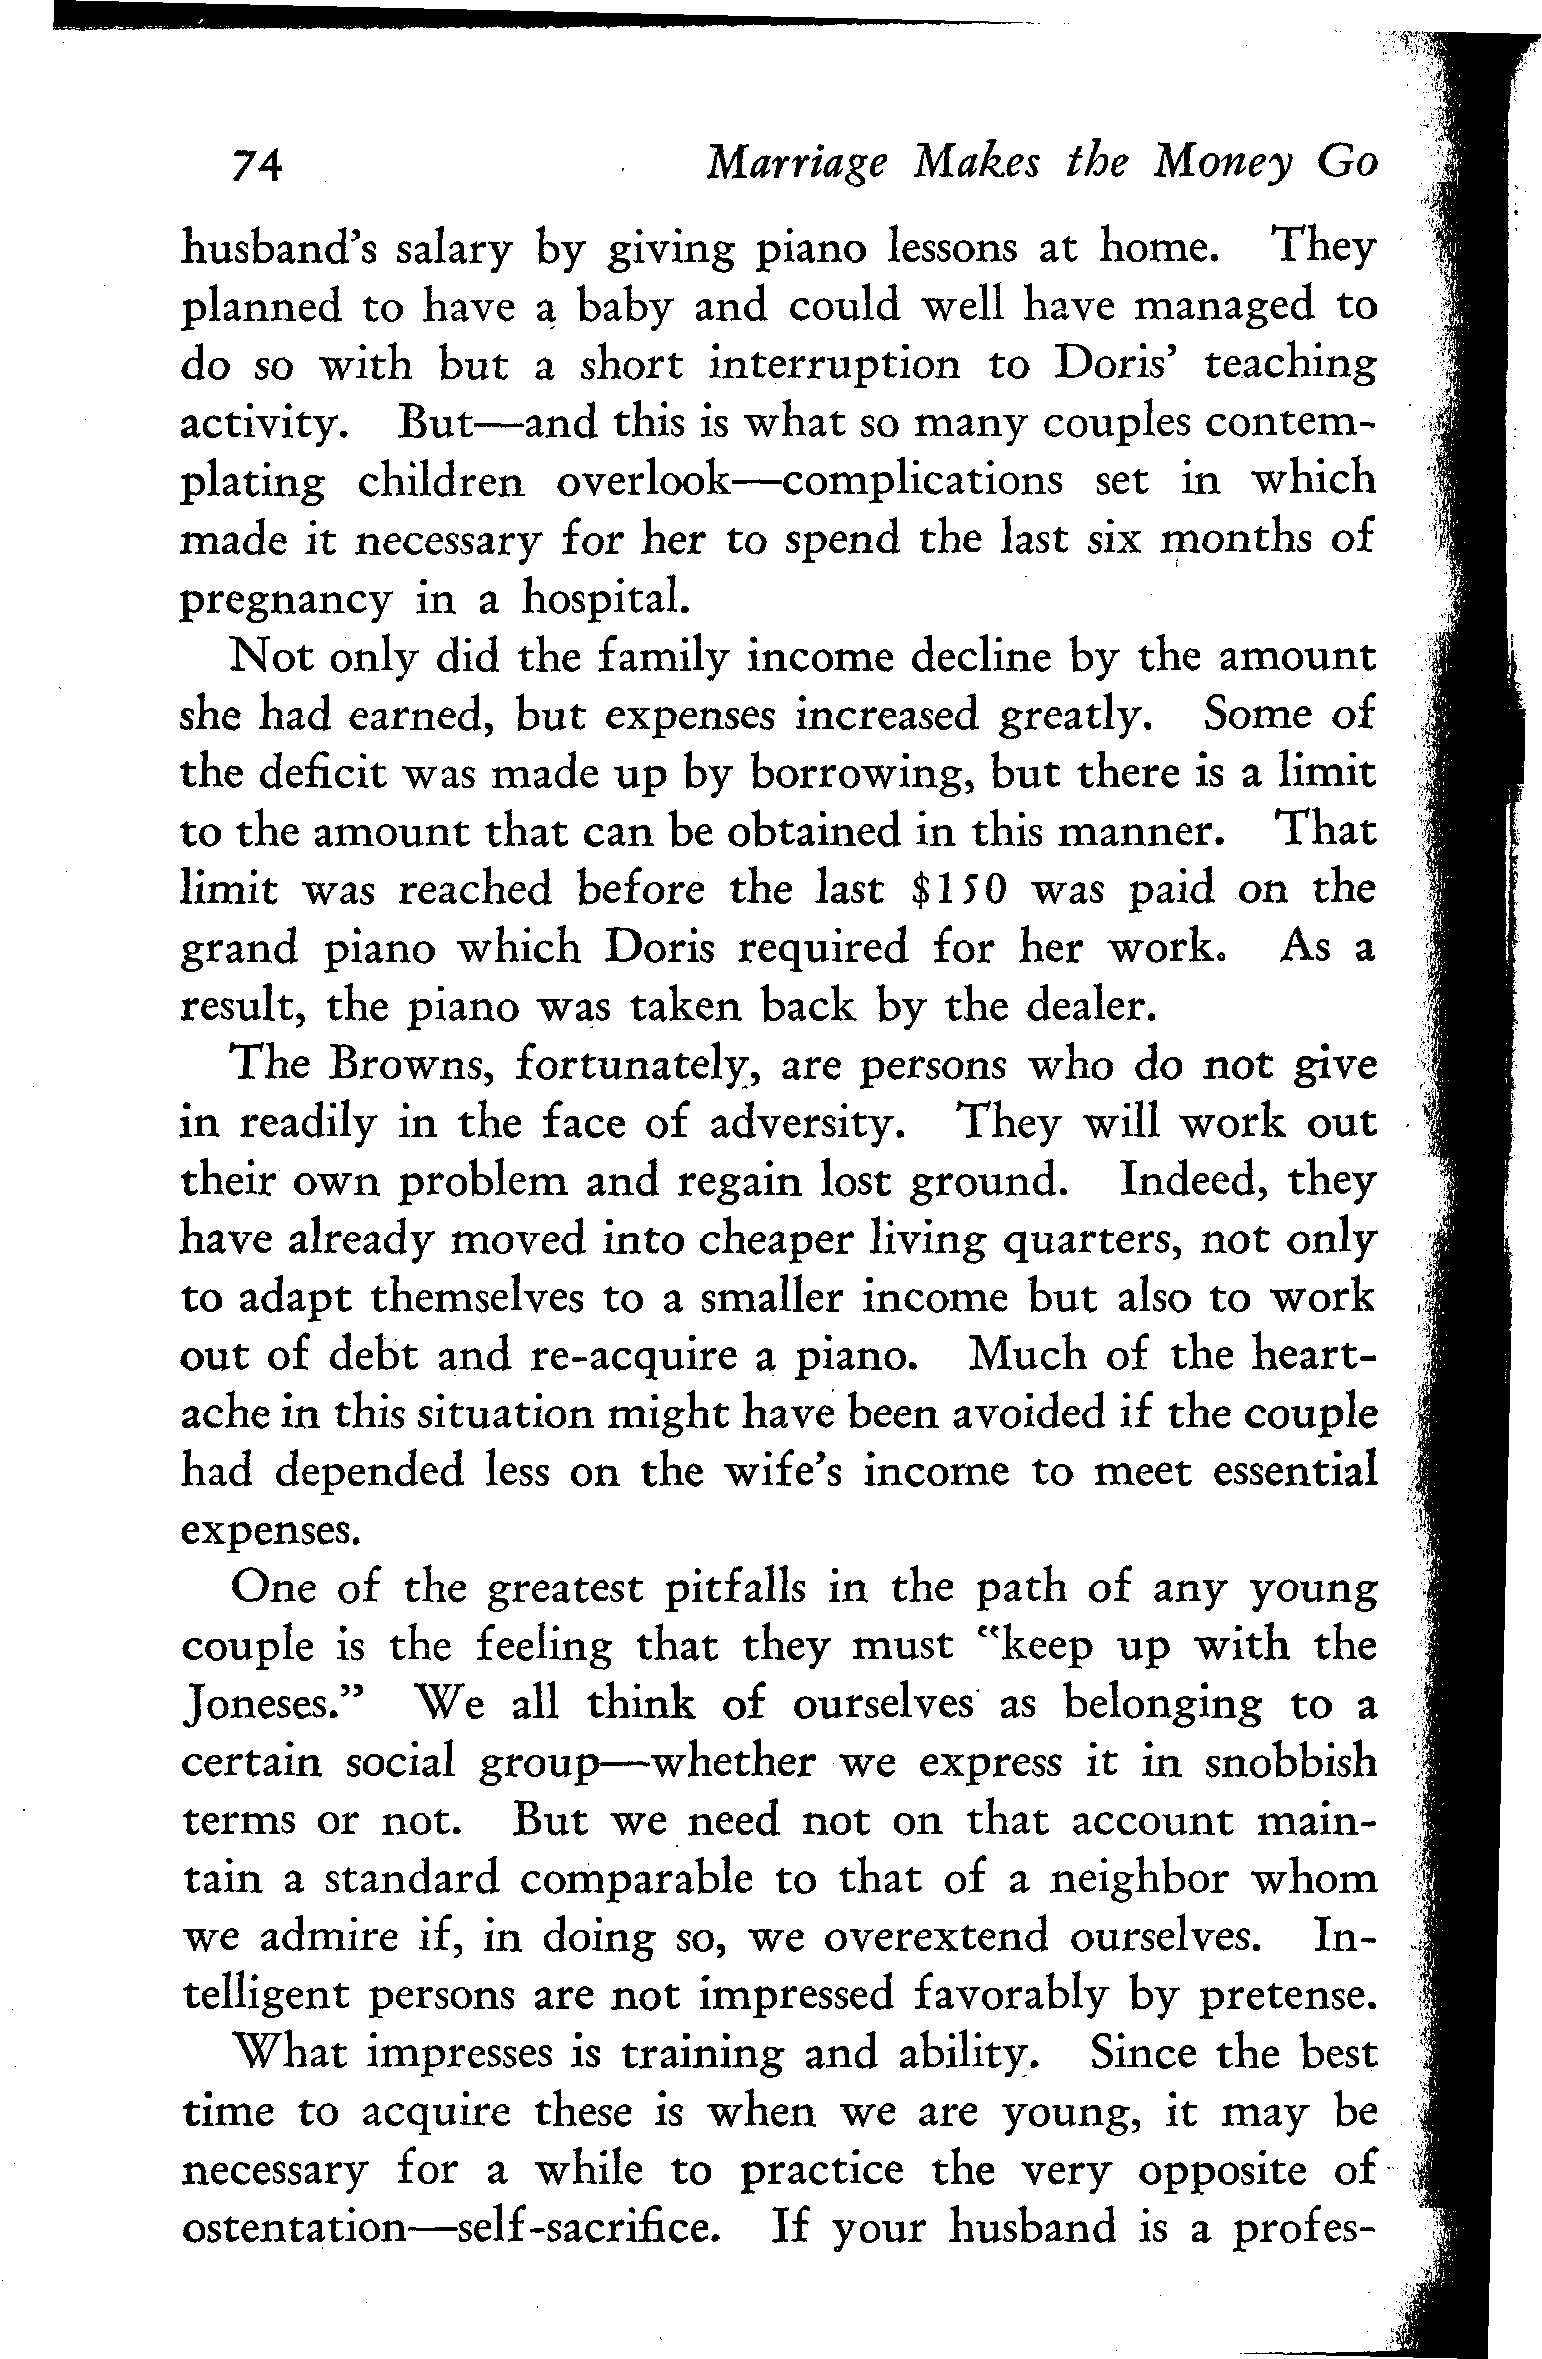 74 Marriage Makes the Money Go
husband's salary by giving piano lessons at home. They
planned to have a baby and could well have managed to
do so with but a short interruption to Doris' teaching
activity. But—and this is what so many couples contem-
plating children overlook—complications set in which
made it necessary for her to spend the last six months of
pregnancy in a hospital.
Not only did the family income decline by the amount
she had earned, but expenses increased greatly. Some of
the deficit was made up by borrowing, but there is a limit
to the amount that can be obtained in this manner. That
limit was reached before the last $150 was paid on the
grand piano which Doris required for her work. As a
result, the piano was taken back by the dealer.
The Browns, fortunately, are persons who do not give
in readily in the face of adversity. They will work out
their own problem and regain lost ground. Indeed, they
have already moved into cheaper living quarters, not only
to adapt themselves to a smaller income but also to work
out of debt and re-acquire a piano. Much of the heart-
ache in this situation might have been avoided if the couple
had depended less on the wife's income to meet essential
expenses.
One of the greatest pitfalls in the path of any young
couple is the feeling that they must "keep up with the
Joneses." We all think of ourselves as belonging to a
certain social group—whether we express it in snobbish
terms or not. But we need not on that account main-
tain a standard comparable to that of a neighbor whom
we admire if, in doing so, we overextend ourselves. In-
telligent persons are not impressed favorably by pretense.
What impresses is training and ability. Since the best
time to acquire these is when we are young, it may be
necessary for a while to practice the very opposite of
ostentation—self-sacrifice. If your husband is a profes-